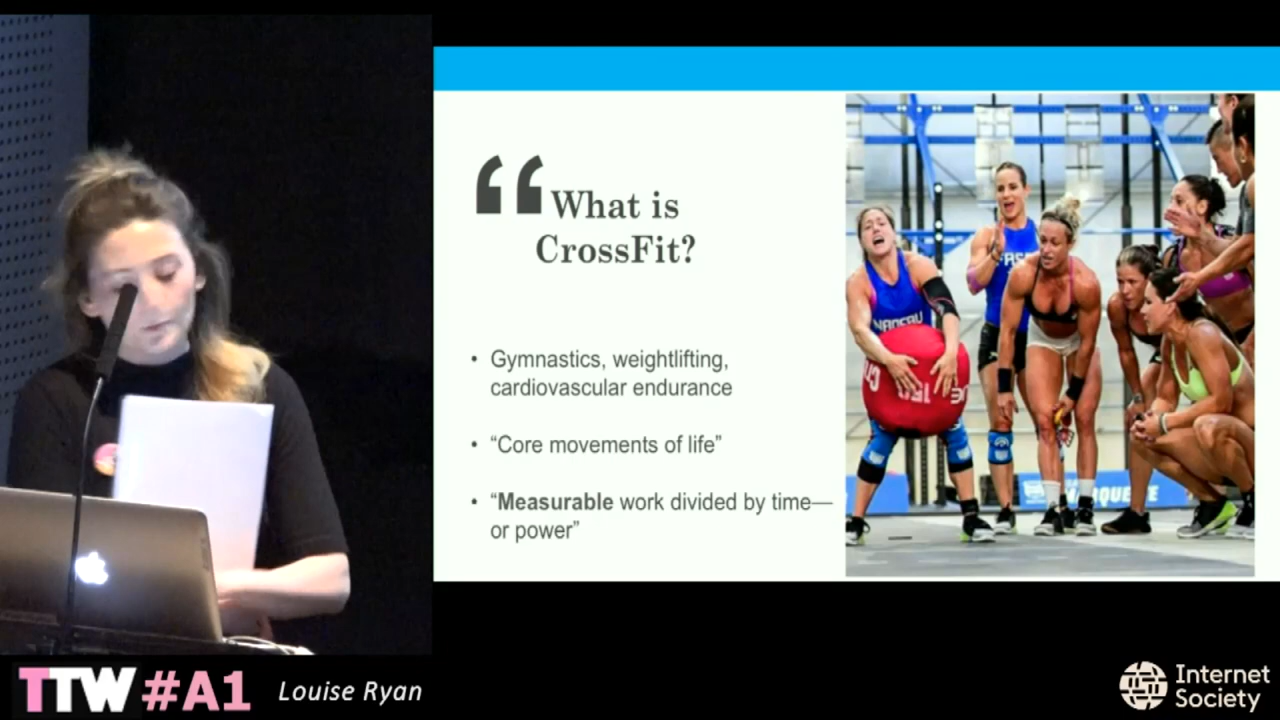 “ What is
CrossFit?
• Gymnastics, weightlifting,
cardiovascular endurance
• “Core movements of life”
• “Measurable work divided by time—
or power”
TTW #A1 Louise Ryan
Internet
Society